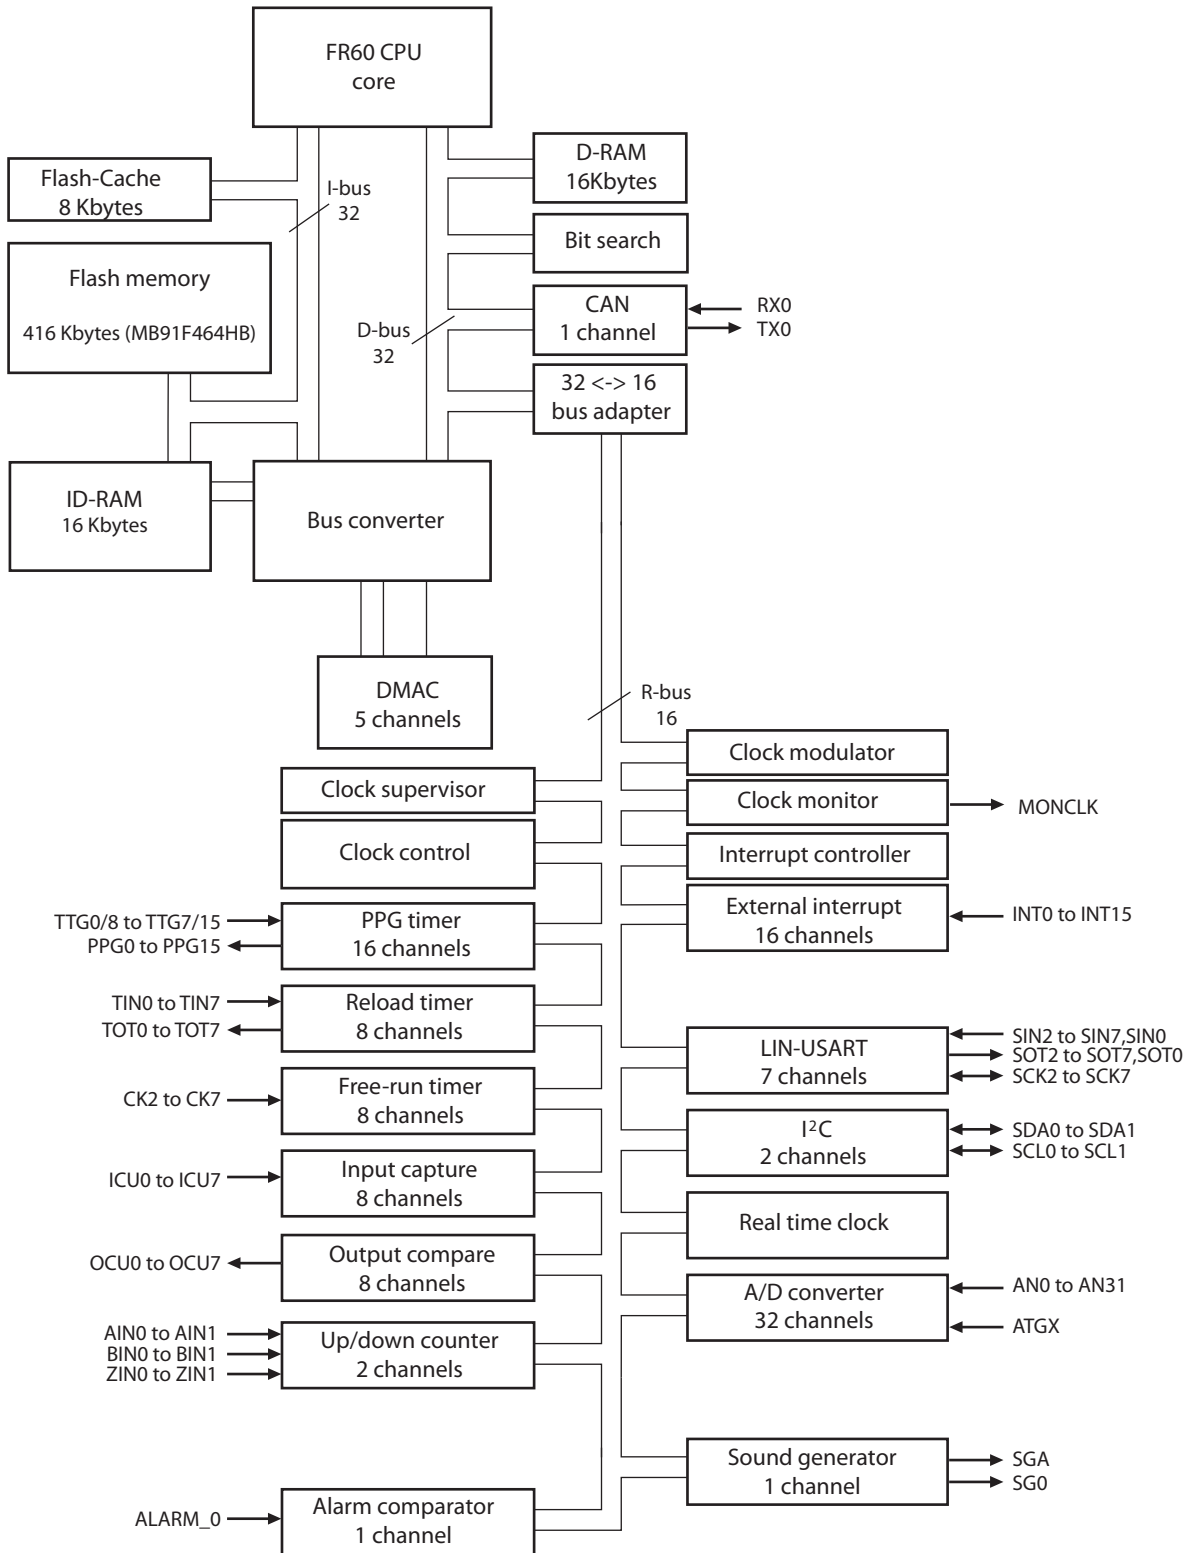 FR60 CPU
core
Flash-Cache
8 Kbytes
I-bus
32
D-RAM
16Kbytes
Bit search
Flash memory
416 Kbytes (MB91F464HB)
CAN
1 channel
RX0
TX0
D-bus
32
32 <-> 16
bus adapter
ID-RAM
16 Kbytes
Bus converter
DMAC
5 channels
R-bus
16
Clock modulator
Clock supervisor
Clock monitor
MONCLK
Clock control
Interrupt controller
External interrupt
16 channels
INT0 to INT15
TTG0/8 to TTG7/15
PPG0 to PPG15
PPG timer
16 channels
TIN0 to TIN7
TOT0 to TOT7
Reload timer
8 channels
LIN-USART
7 channels
SIN2 to SIN7,SIN0
SOT2 to SOT7,SOT0
SCK2 to SCK7
CK2 to CK7
Free-run timer
8 channels
I²C
2 channels
SDA0 to SDA1
SCL0 to SCL1
ICU0 to ICU7
Input capture
8 channels
Real time clock
OCU0 to OCU7
Output compare
8 channels
A/D converter
32 channels
AN0 to AN31
ATGX
AIN0 to AIN1
BIN0 to BIN1
ZIN0 to ZIN1
Up/down counter
2 channels
Sound generator
1 channel
SGA
SG0
ALARM_0
Alarm comparator
1 channel